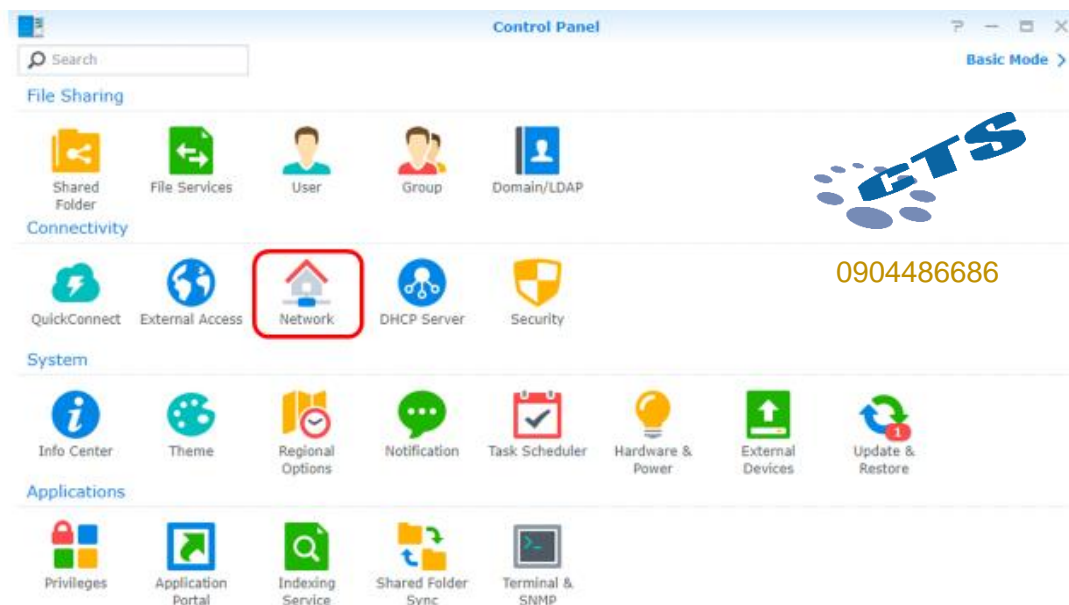 Control Panel
Search
Basic Mode
File Sharing
Shared Folder
File Services
User
Group
Domain/LDAP
CTS
Connectivity
0904486686
QuickConnect
External Access
Network
DHCP Server
Security
System
Info Center
Theme
Regional Options
Notification
Task Scheduler
Hardware & Power
External Devices
1
Update & Restore
Applications
Privileges
Application Portal
Indexing Service
Shared Folder Sync
Terminal & SNMP